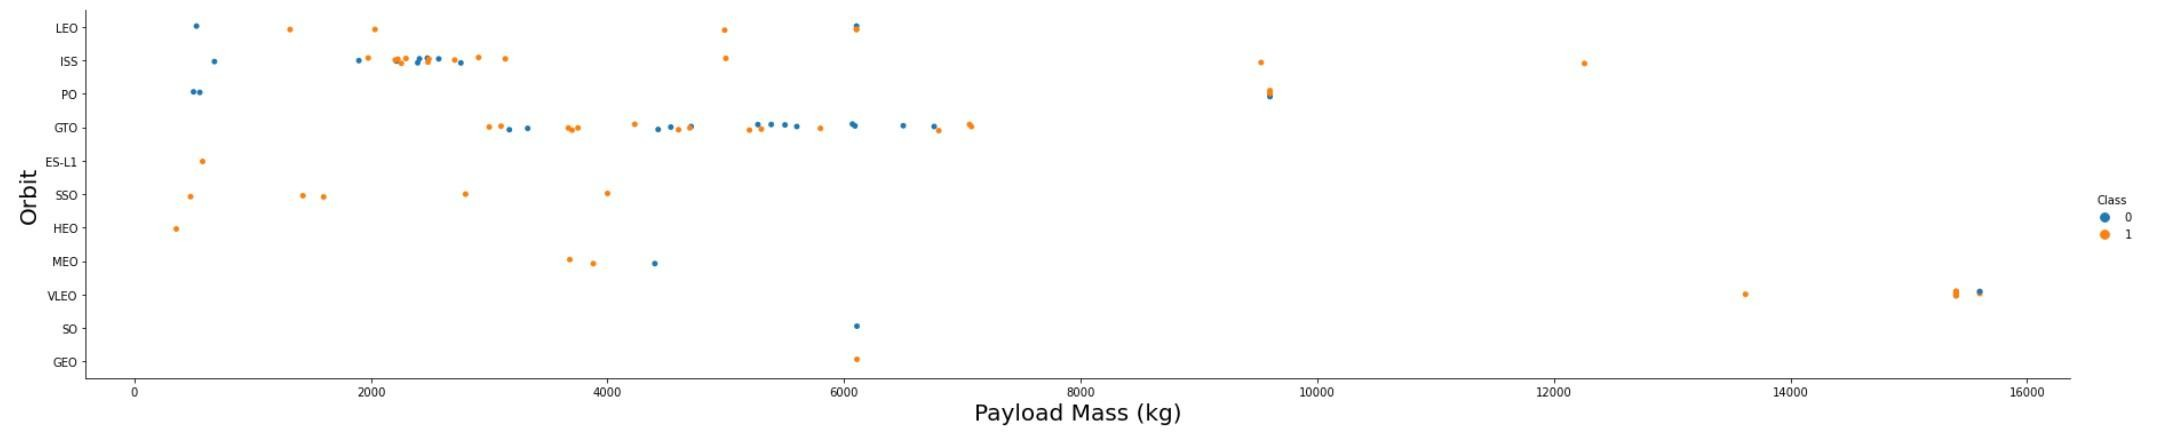 LEO
ISS
PO
GTO
ES-L1
SSO
HEO
MEO
VLEO
SO
GEO
Orbit
0 2000 4000 6000 8000 10000 12000 14000 16000
Payload Mass (kg)
Class
0
1